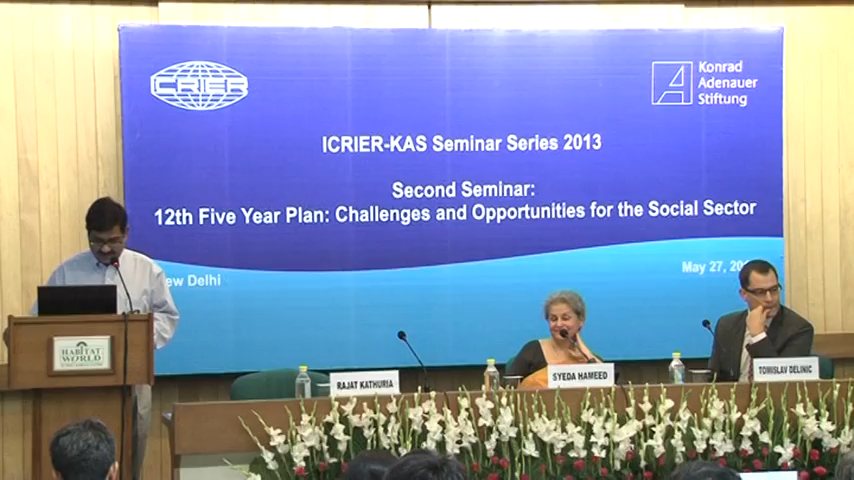 ICRIER
Konrad
Adenauer
Stiftung
ICRIER-KAS Seminar Series 2013
Second Seminar:
12th Five Year Plan: Challenges and Opportunities for the Social Sector
ew Delhi
May 27, 20
HABITAT
WORLD
RAJAT KATHURIA
SYEDA HAMEED
TOMISLAV DELINIC